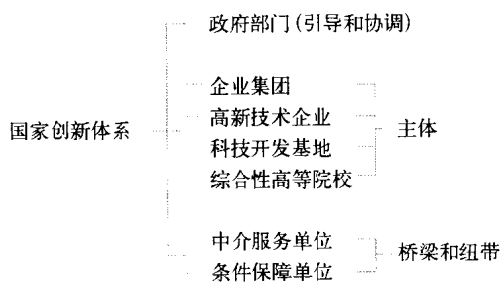 政府部门(引导和协调)
企业集团
高新技术企业
国家创新体系
主体
科技开发基地
综合性高等院校
中介服务单位
桥梁和纽带
条件保障单位